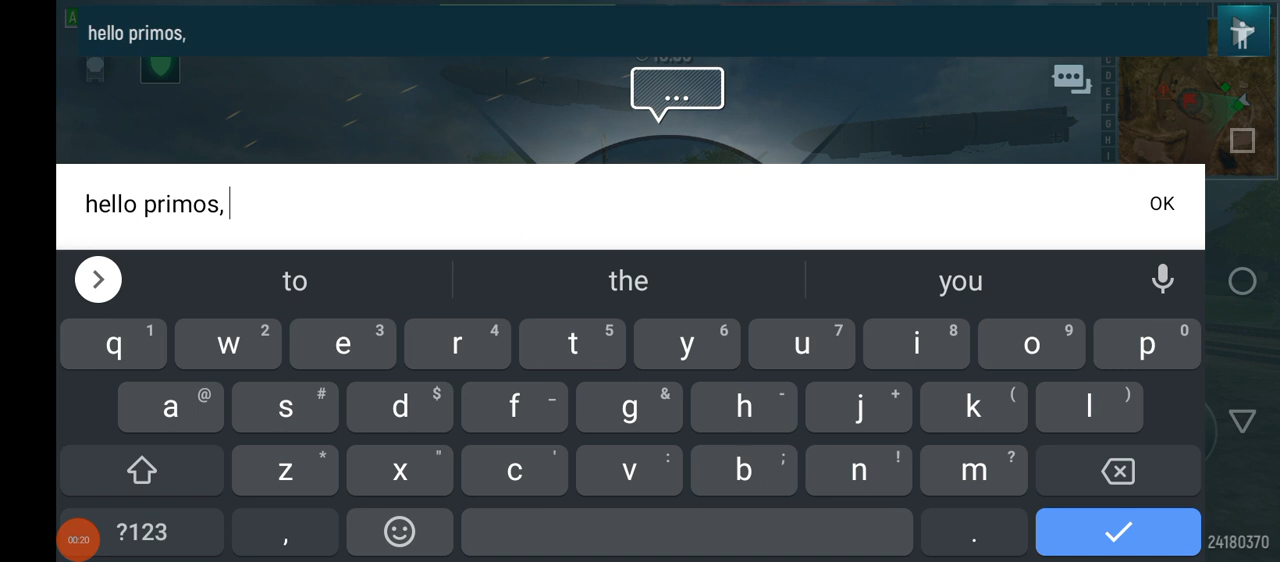 A
hello primos,
C
D
E
F
G
H
I
...
hello primos,
OK
to the you
q 1 w 2 e 3 r 4 t 5 y 6 u 7 i 8 o 9 p 0
a @ s # d $ f _ g & h - j + k ( l )
z * x " c ' v : b ; n ! m ?
?123 , .
00:20
24180370